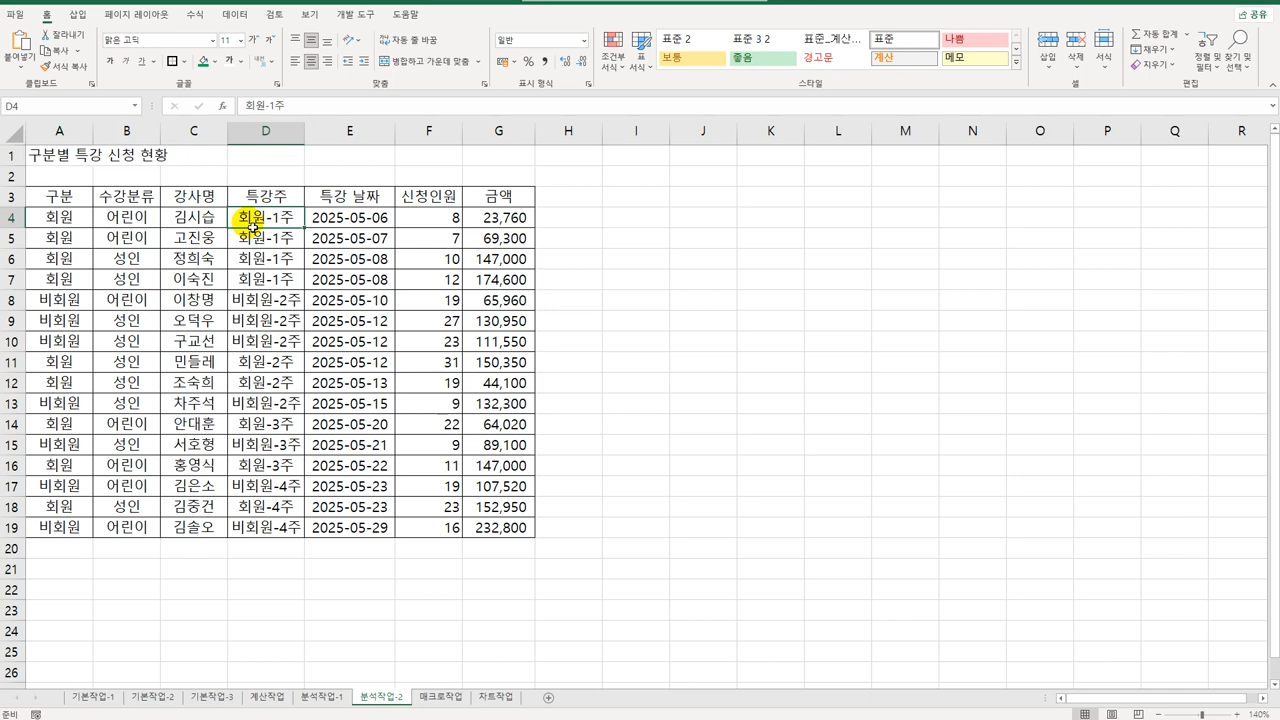 파일 홈 삽입 페이지 레이아웃 수식 데이터 검토 보기 개발 도구 도움말 공유
붙여넣기 잘라내기 복사 서식 복사 클립보드
맑은 고딕 11 가 가 가 가 가 가 글꼴
자동 줄 바꿈 병합하고 가운데 맞춤 맞춤
일반 % 표시 형식
조건부 서식 표 서식 표준 2 표준 3 2 표준_계산... 표준 나쁨
보통 좋음 경고문 계산 메모 스타일
삽입 삭제 서식 셀
자동 합계 채우기 지우기 정렬 및 필터 찾기 및 선택 편집
D4 fx 회원-1주
A B C D E F G H I J K L M N O P Q R
1 구분별 특강 신청 현황
2
3 구분 수강분류 강사명 특강주 특강 날짜 신청인원 금액
4 회원 어린이 김시습 회원-1주 2025-05-06 8 23,760
5 회원 어린이 고진웅 회원-1주 2025-05-07 7 69,300
6 회원 성인 정희숙 회원-1주 2025-05-08 10 147,000
7 회원 성인 이숙진 회원-1주 2025-05-08 12 174,600
8 비회원 어린이 이창명 비회원-2주 2025-05-10 19 65,960
9 비회원 성인 오덕우 비회원-2주 2025-05-12 27 130,950
10 비회원 성인 구교선 비회원-2주 2025-05-12 23 111,550
11 회원 성인 민들레 회원-2주 2025-05-12 31 150,350
12 회원 성인 조숙희 회원-2주 2025-05-13 19 44,100
13 비회원 성인 차주석 비회원-2주 2025-05-15 9 132,300
14 회원 어린이 안대훈 회원-3주 2025-05-20 22 64,020
15 비회원 성인 서호형 비회원-3주 2025-05-21 9 89,100
16 회원 어린이 홍영식 회원-3주 2025-05-22 11 147,000
17 비회원 어린이 김은소 비회원-4주 2025-05-23 19 107,520
18 회원 성인 김중건 회원-4주 2025-05-23 23 152,950
19 비회원 어린이 김솔오 비회원-4주 2025-05-29 16 232,800
20
21
22
23
24
25
26
기본작업-1 기본작업-2 기본작업-3 계산작업 분석작업-1 분석작업-2 매크로작업 차트작업
준비 140%